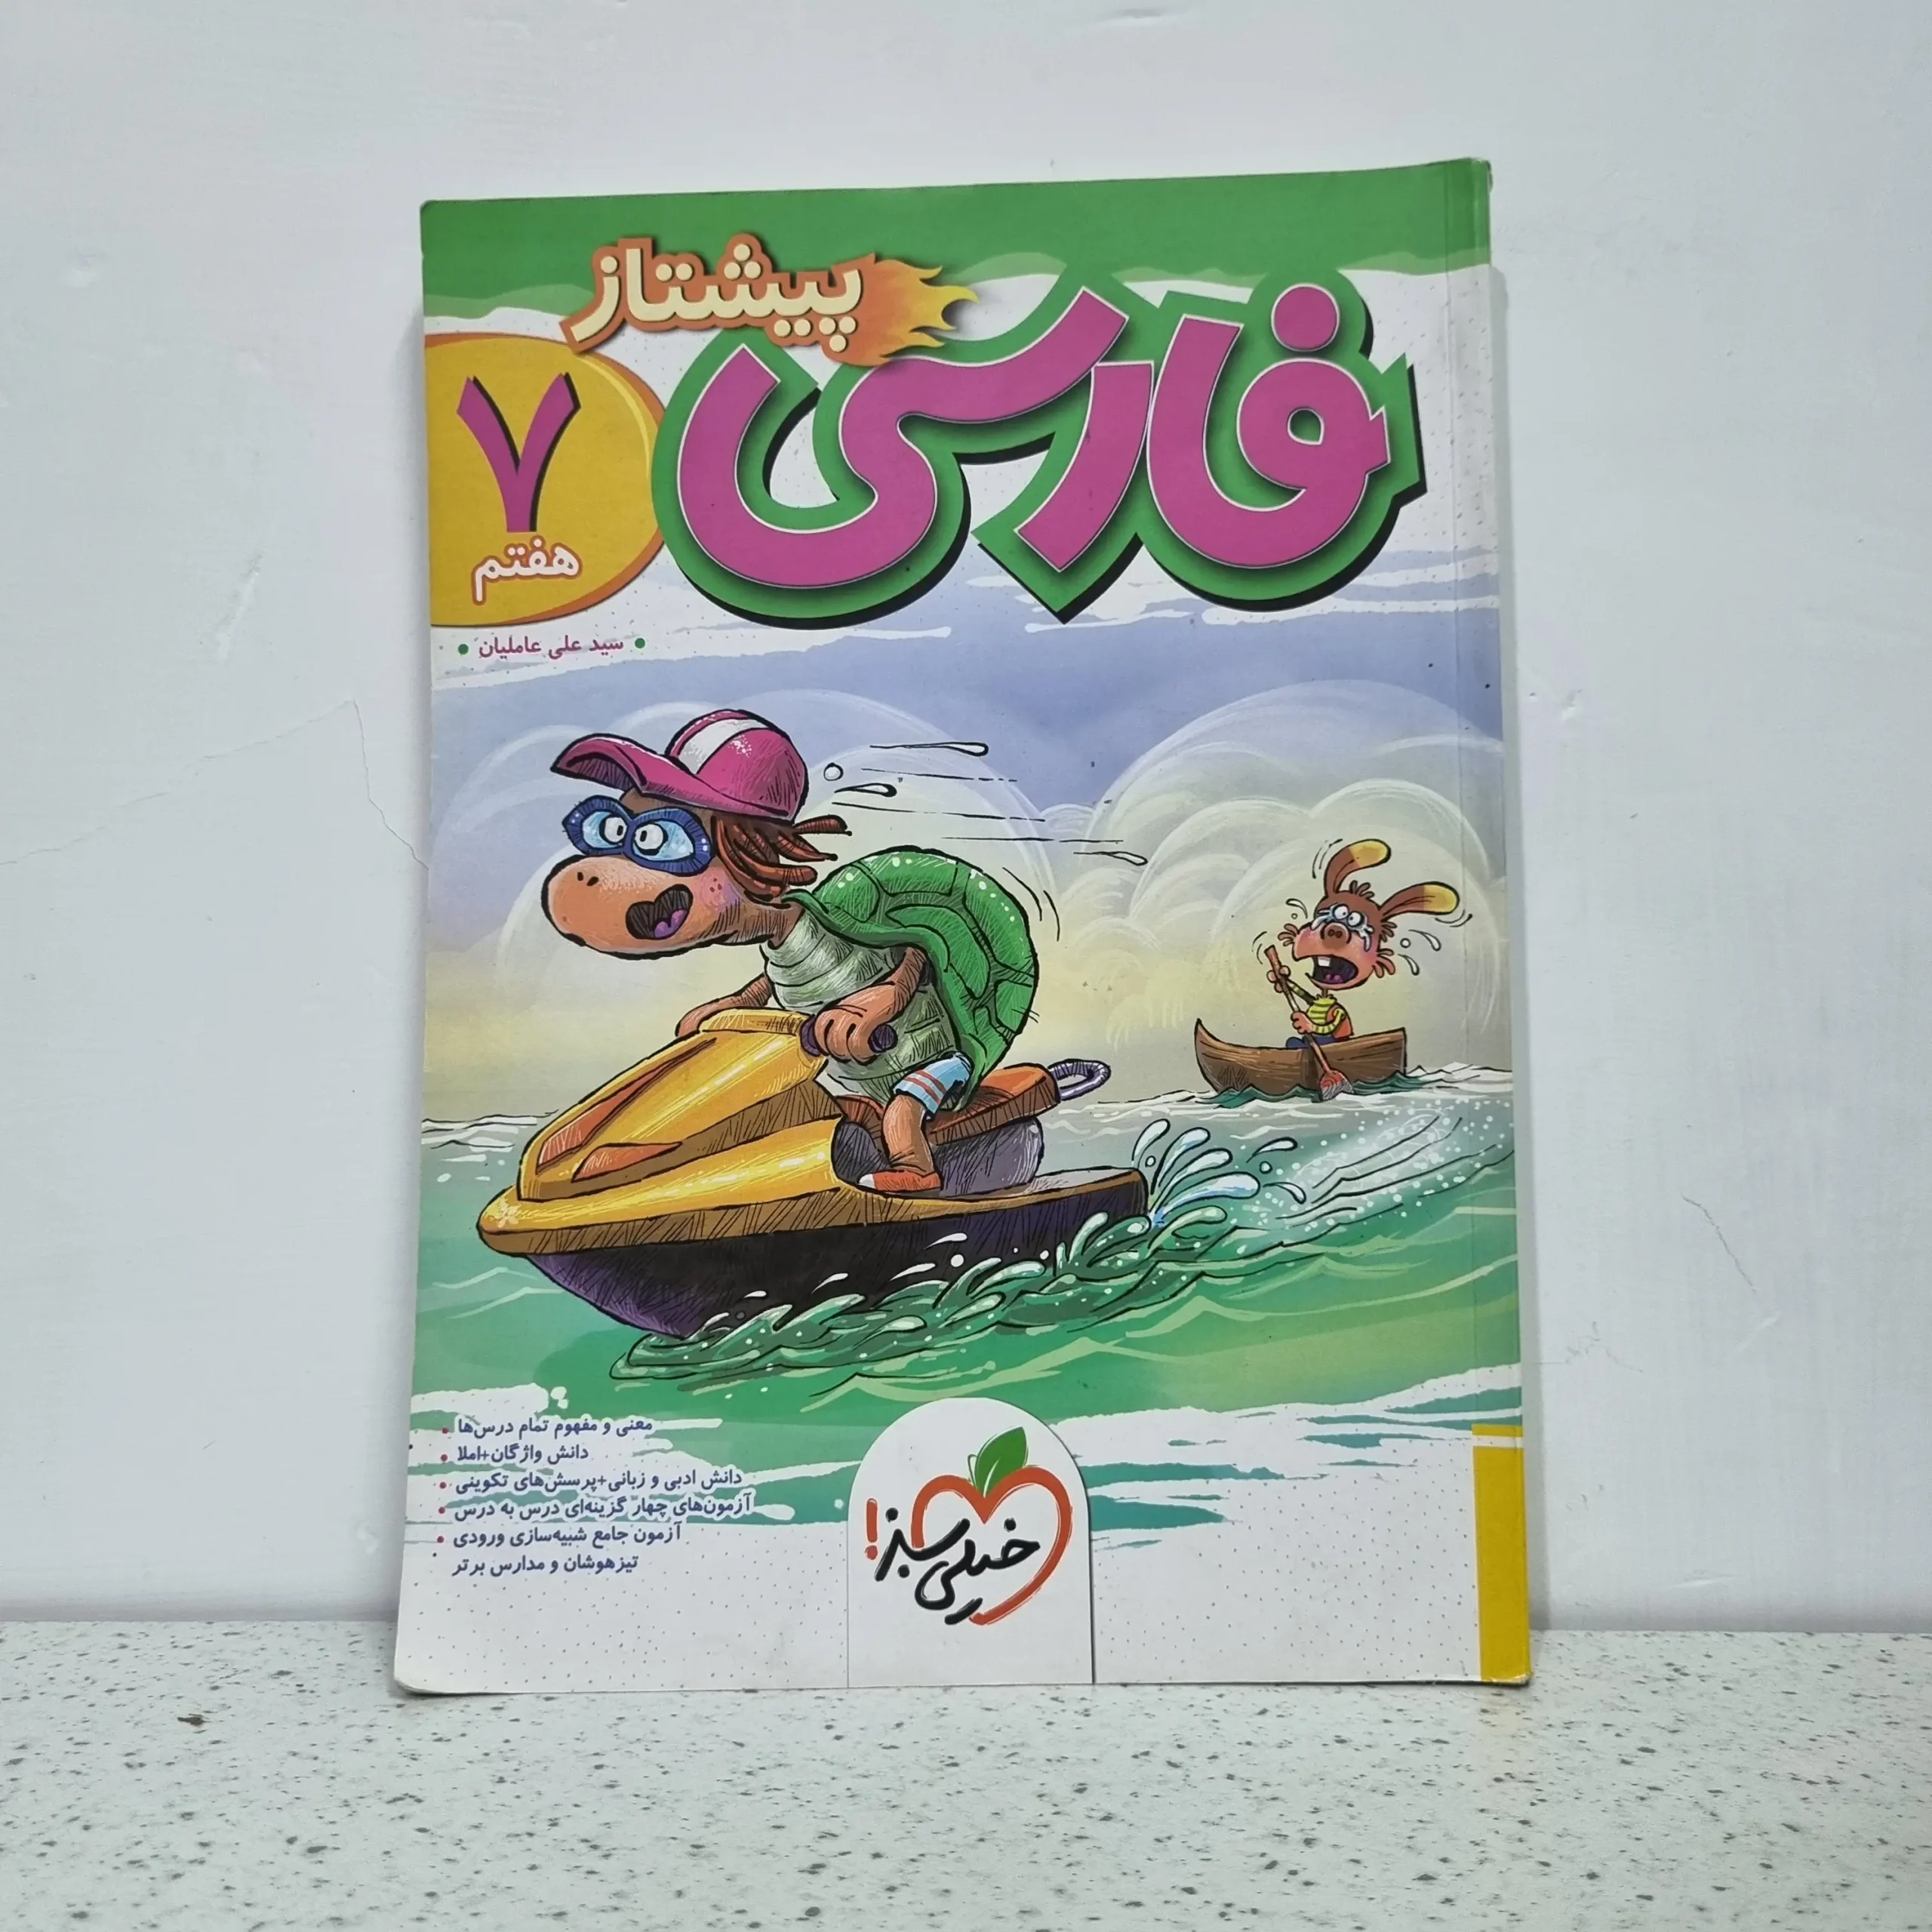 پیشتاز
فارسی
۷
هفتم
• سید علی عاملیان •
• معنی و مفهوم تمام درس‌ها
• دانش واژگان+املا
• دانش ادبی و زبانی+پرسش‌های تکوینی
• آزمون‌های چهار گزینه‌ای درس به درس
• آزمون جامع شبیه‌سازی ورودی
تیزهوشان و مدارس برتر
خیلی سبز!